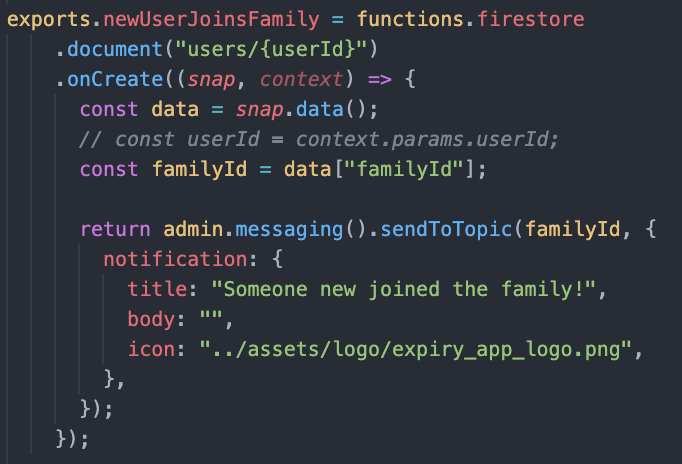 exports.newUserJoinsFamily = functions.firestore
.document("users/{userId}")
.onCreate((snap, context) => {
const data = snap.data();
// const userId = context.params.userId;
const familyId = data["familyId"];
return admin.messaging().sendToTopic(familyId, {
notification: {
title: "Someone new joined the family!",
body: "",
icon: "../assets/logo/expiry_app_logo.png",
},
});
});